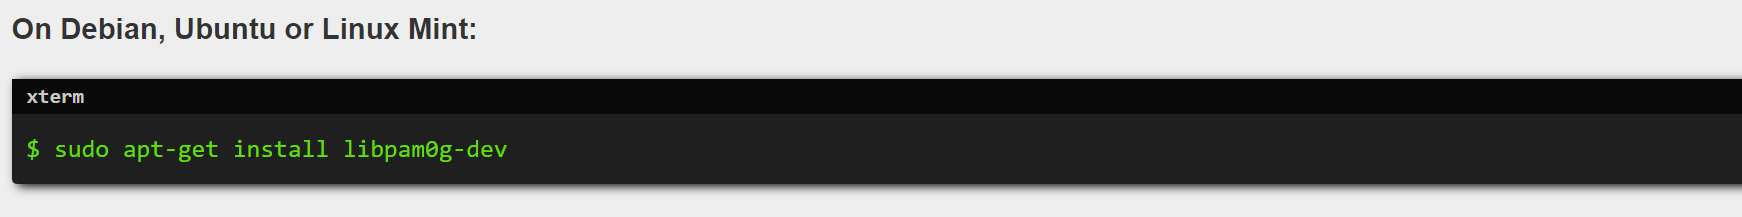 On Debian, Ubuntu or Linux Mint:
xterm
$ sudo apt-get install libpam0g-dev